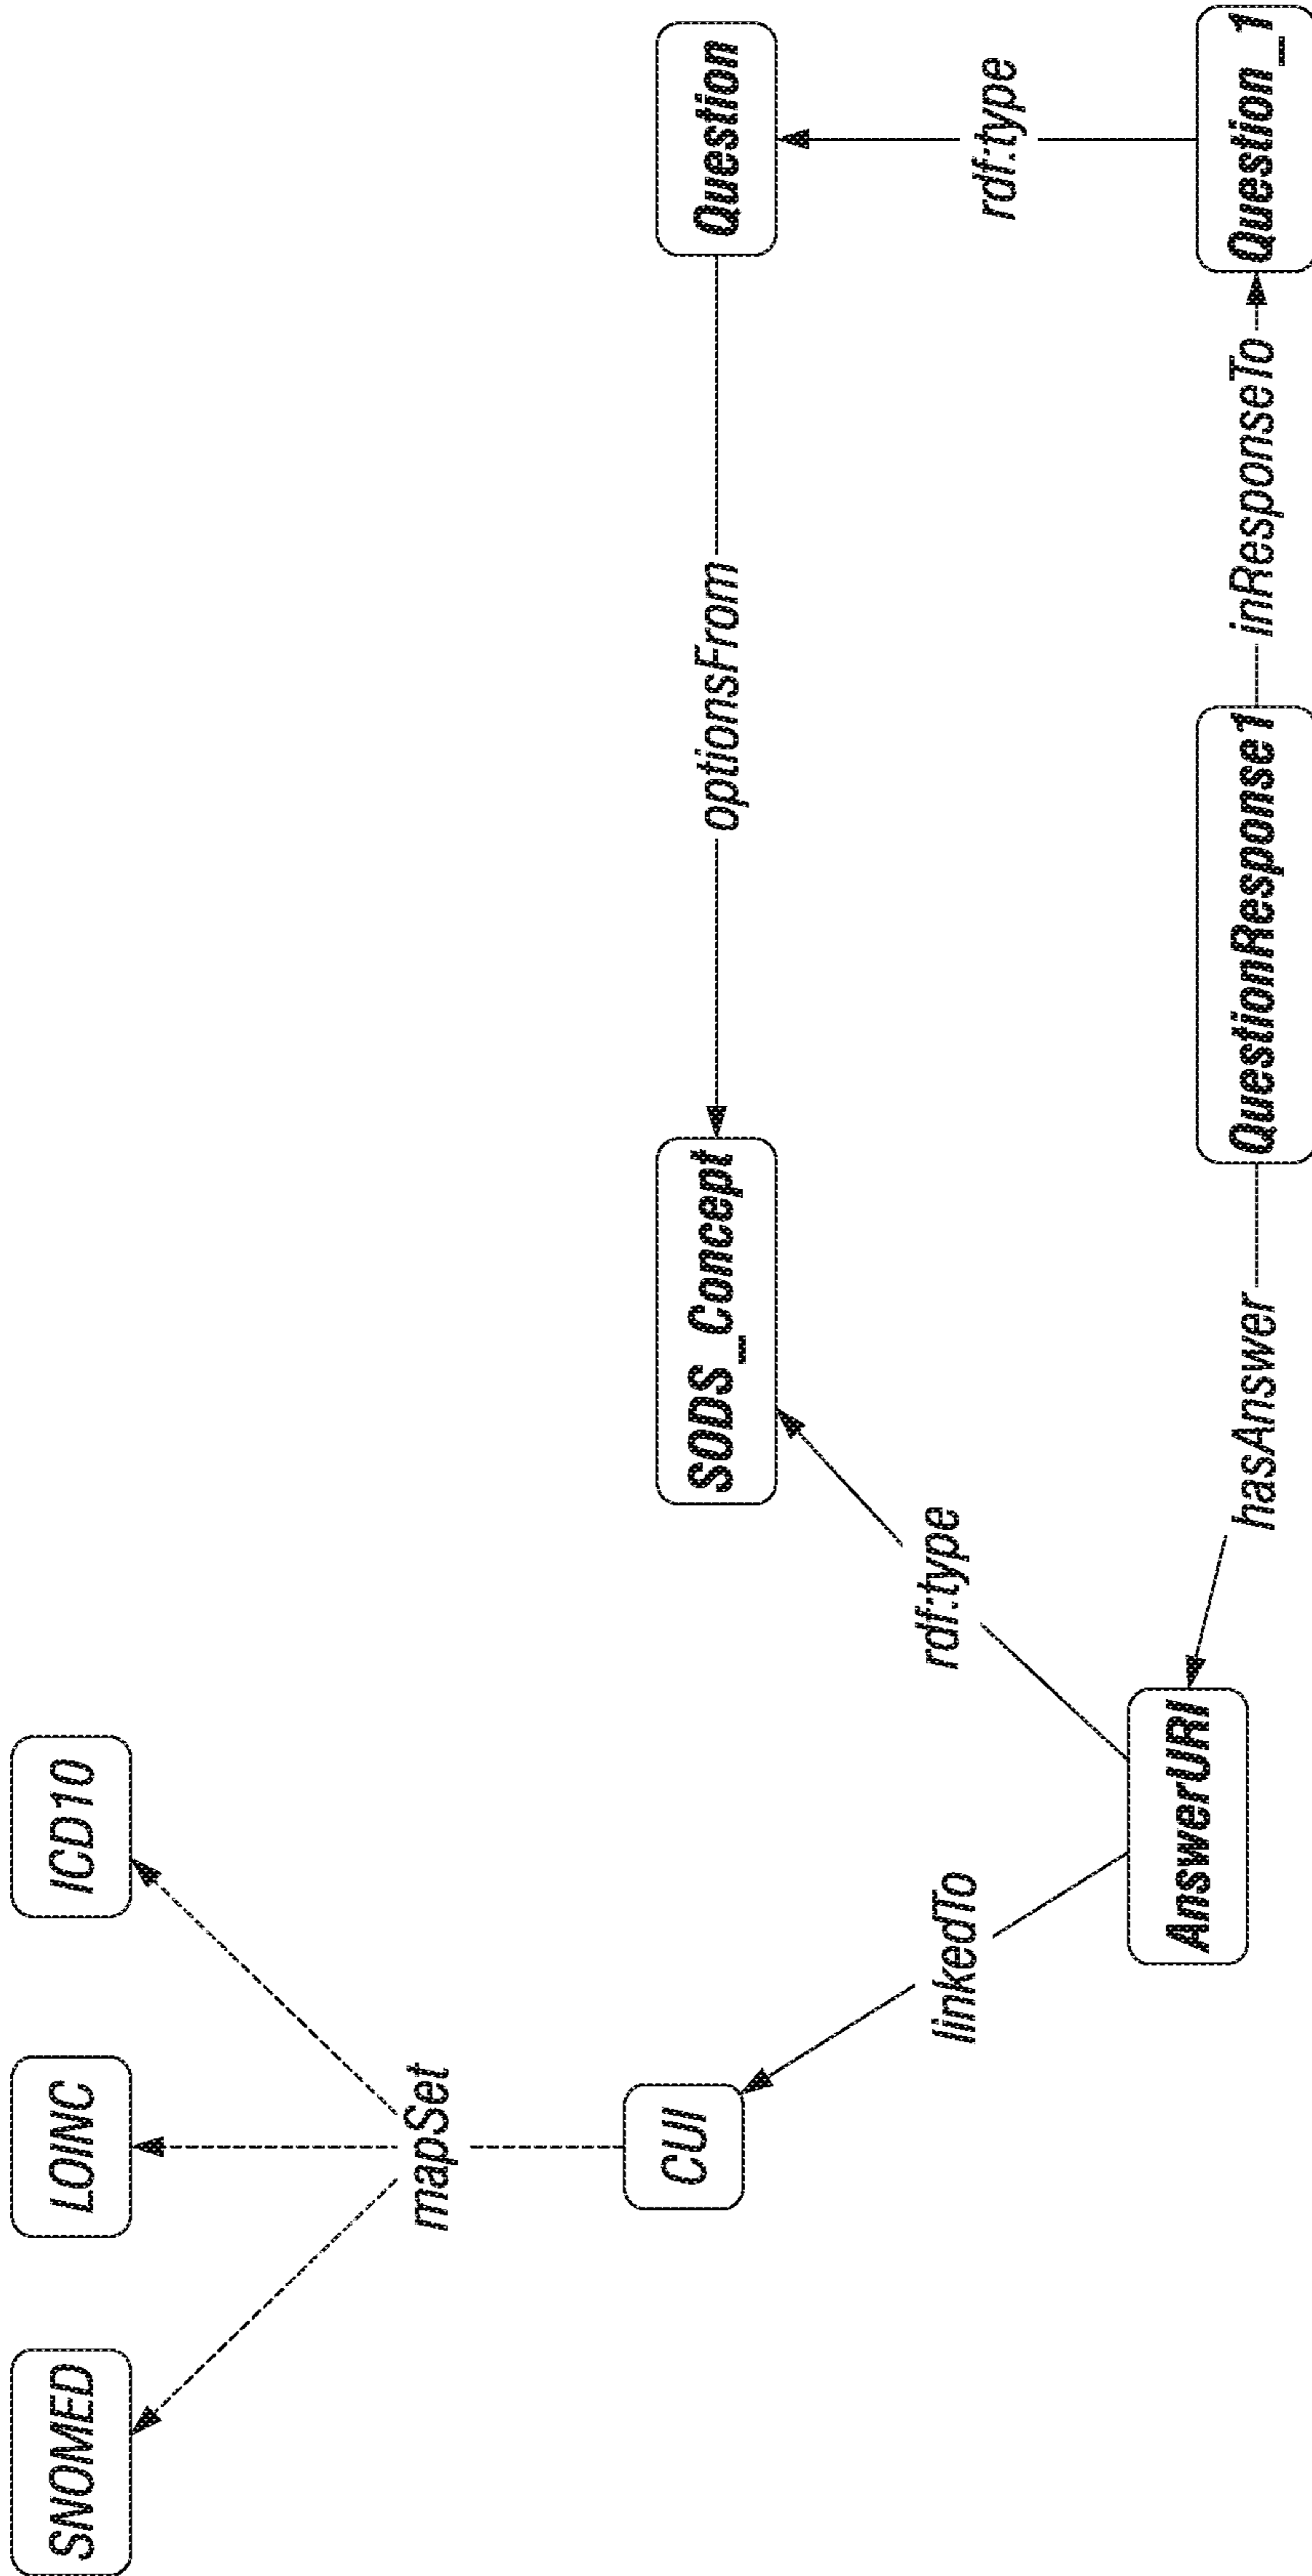 SNOMED
LOINC
ICD10
mapSet
CUI
SODS_Concept
optionsFrom
Question
linkedTo
rdf:type
rdf:type
AnswerURI
hasAnswer
QuestionResponse1
inResponseTo
Question_1